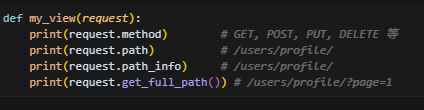 def my_view(request):
    print(request.method)        # GET, POST, PUT, DELETE 等
    print(request.path)          # /users/profile/
    print(request.path_info)     # /users/profile/
    print(request.get_full_path()) # /users/profile/?page=1